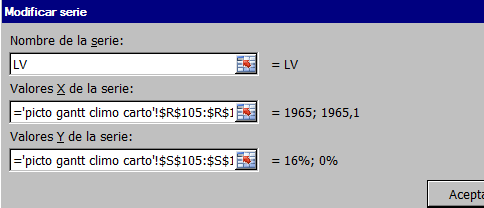 Modificar serie
Nombre de la serie:
LV = LV
Valores X de la serie:
='picto gantt climo carto'!$R$105:$R$1 = 1965; 1965,1
Valores Y de la serie:
='picto gantt climo carto'!$S$105:$S$1 = 16%; 0%
Acepta